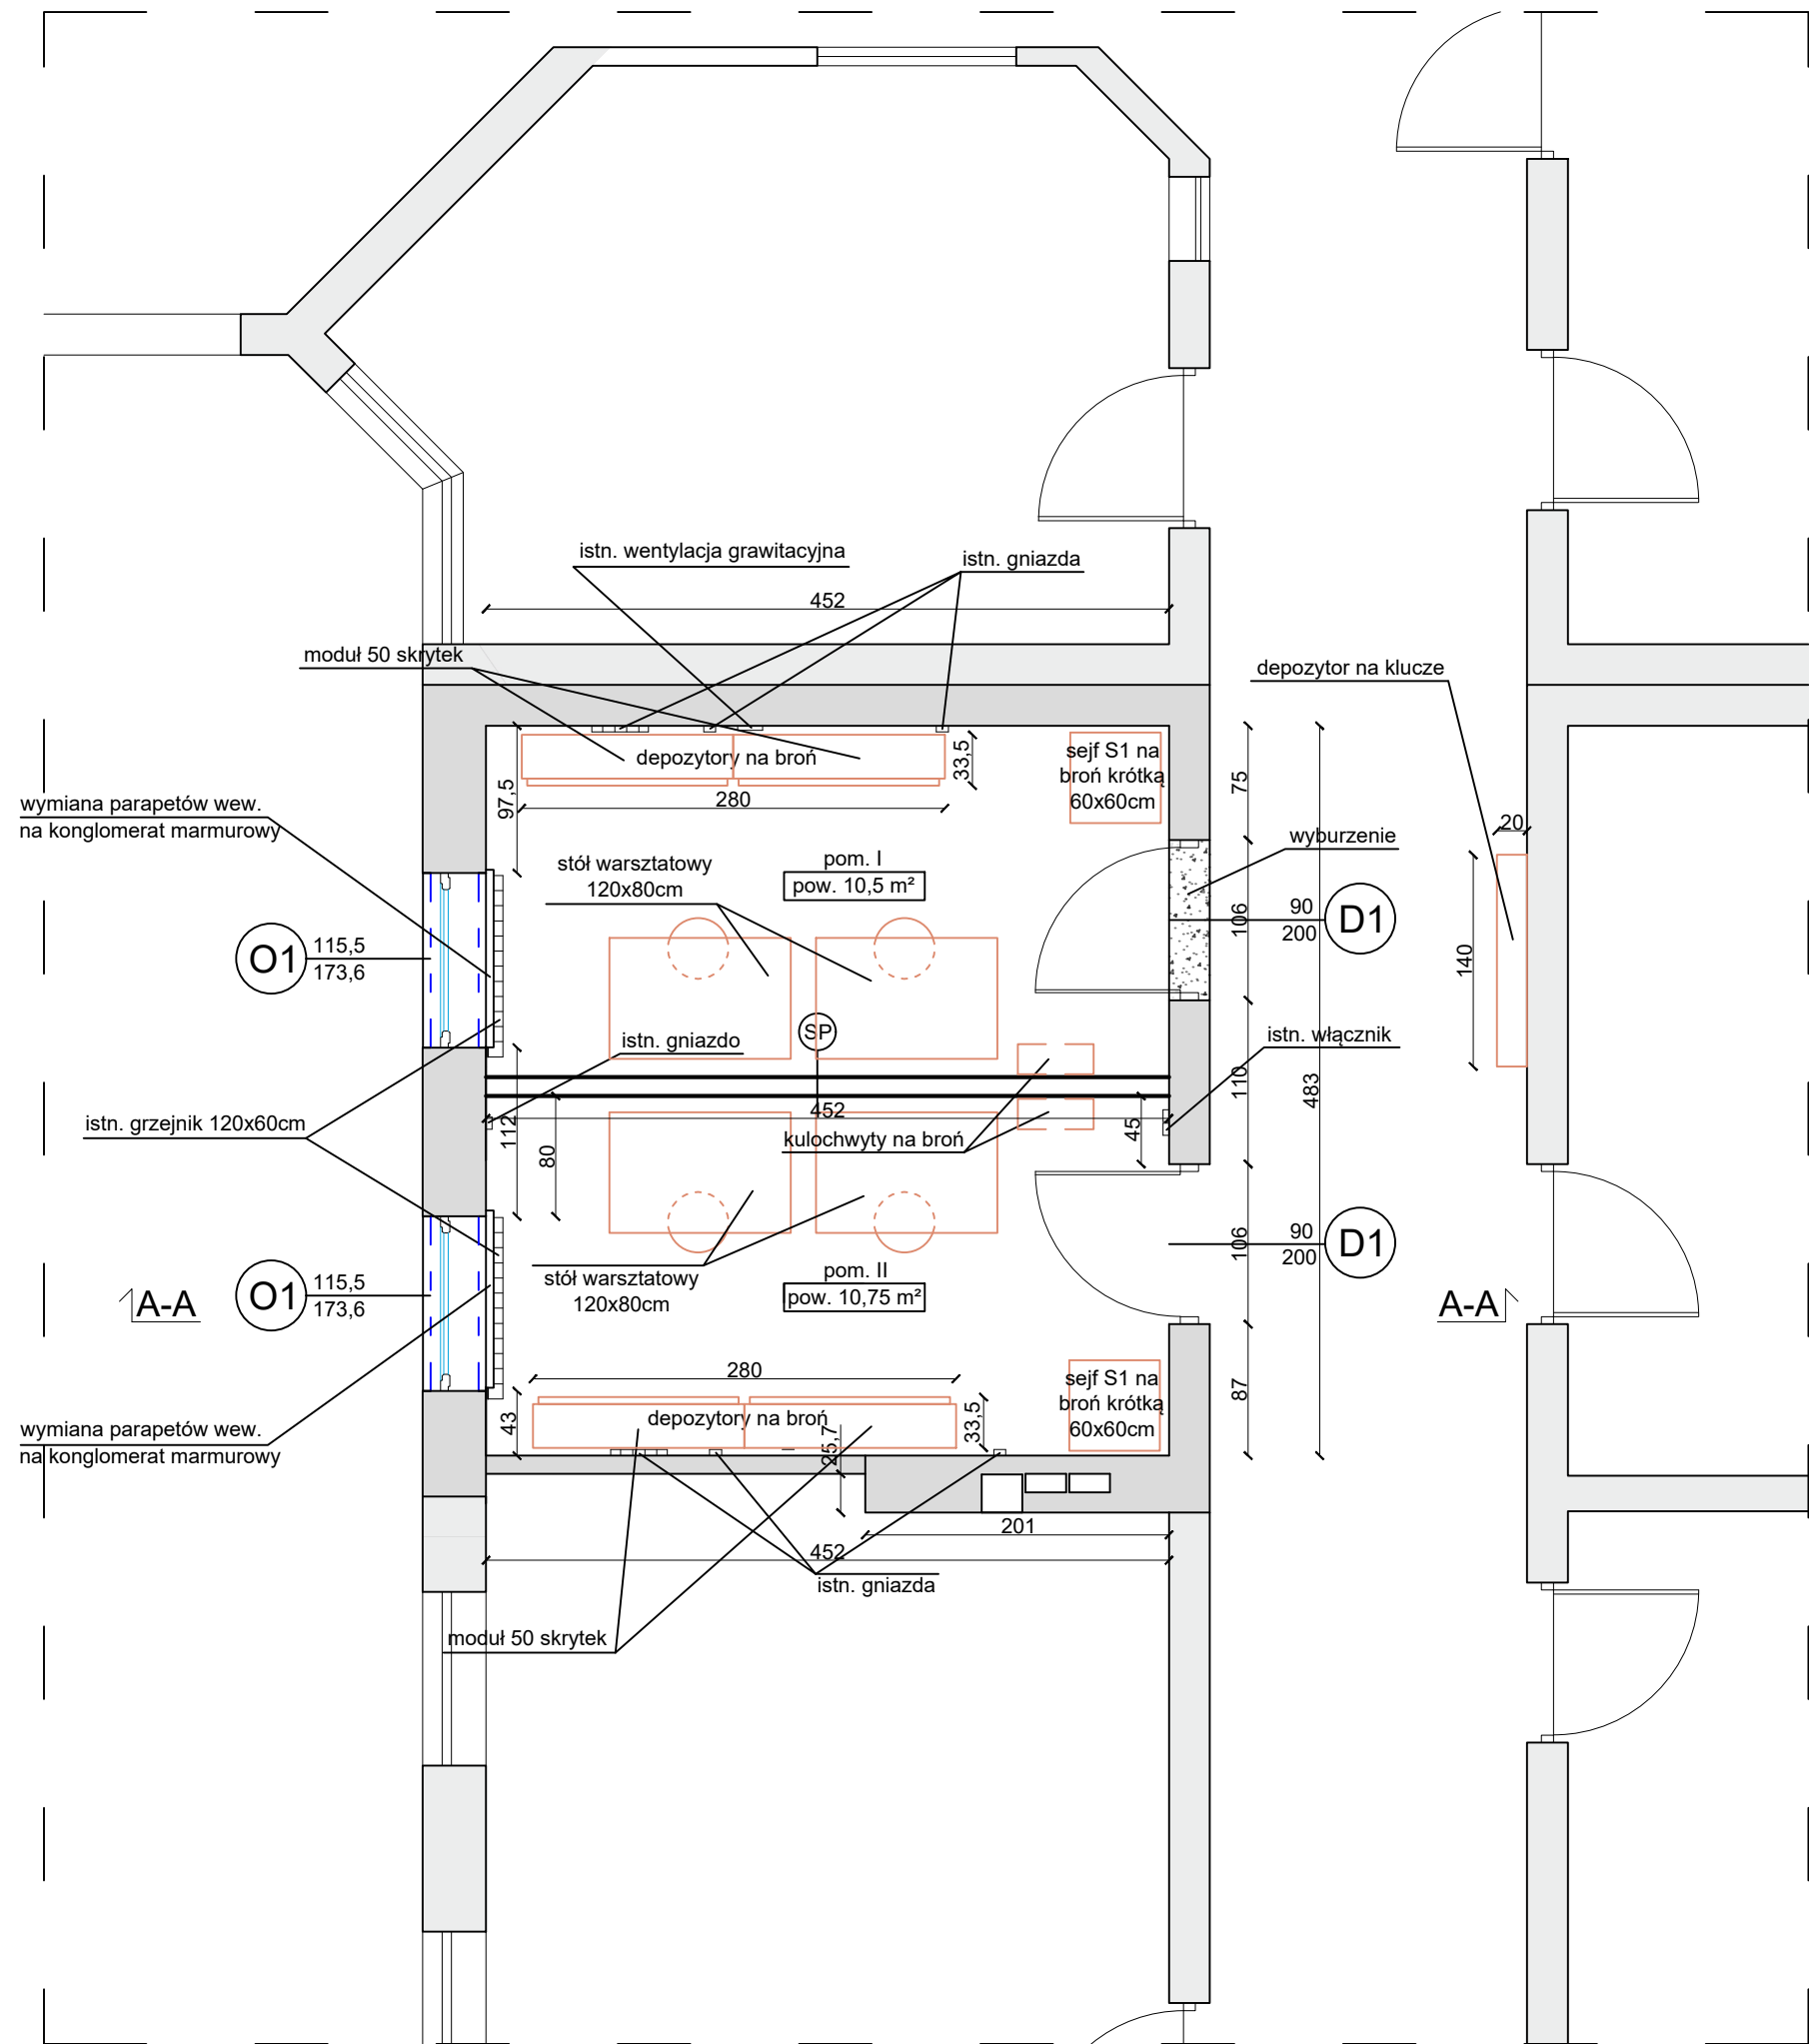 istn. wentylacja grawitacyjna
istn. gniazda
452
moduł 50 skrytek
depozytor na klucze
depozytory na broń
33,5
97,5
280
sejf S1 na
broń krótką
60x60cm
75
wymiana parapetów wew.
na konglomerat marmurowy
20
wyburzenie
stół warsztatowy
120x80cm
pom. I
pow. 10,5 m²
O1
115,5
173,6
106
90
200
D1
140
SP
istn. gniazdo
istn. włącznik
110
483
452
istn. grzejnik 120x60cm
112
80
kulochwyty na broń
45
106
90
200
D1
stół warsztatowy
120x80cm
pom. II
pow. 10,75 m²
A-A
O1
115,5
173,6
A-A
280
sejf S1 na
broń krótką
60x60cm
87
43
depozytory na broń
25,7
33,5
wymiana parapetów wew.
na konglomerat marmurowy
201
452
istn. gniazda
moduł 50 skrytek